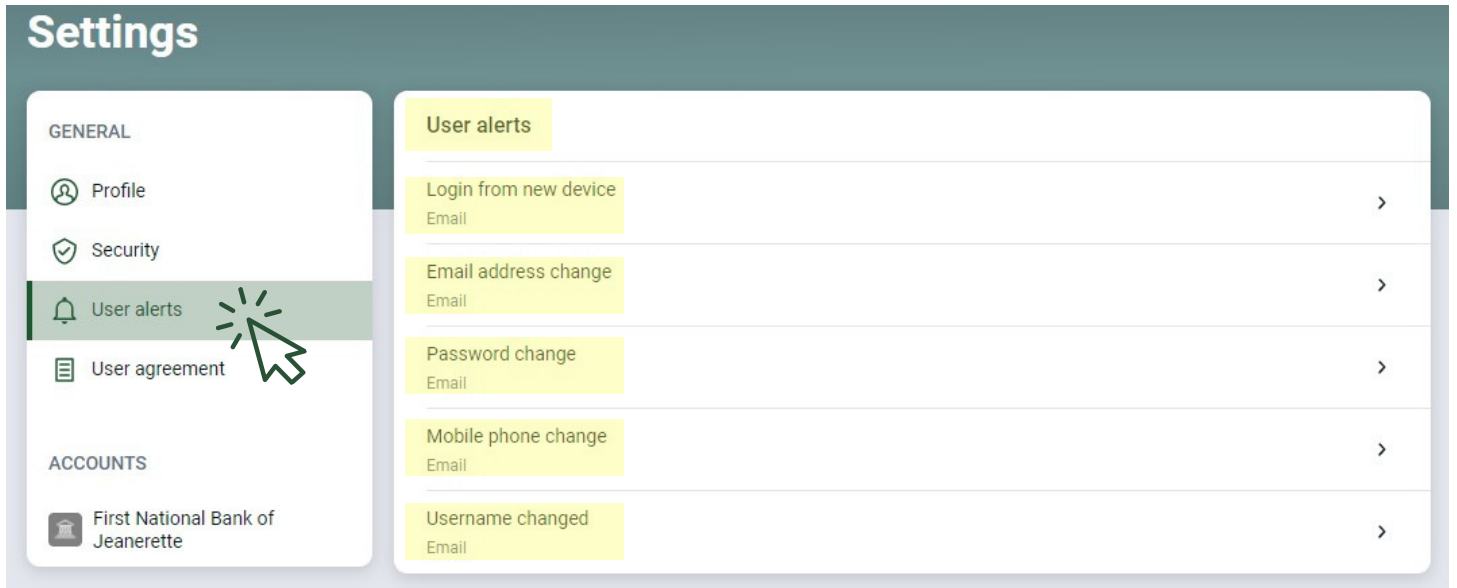 Settings
GENERAL
Profile
Security
User alerts
User agreement
ACCOUNTS
First National Bank of
Jeanerette
User alerts
Login from new device
Email
Email address change
Email
Password change
Email
Mobile phone change
Email
Username changed
Email